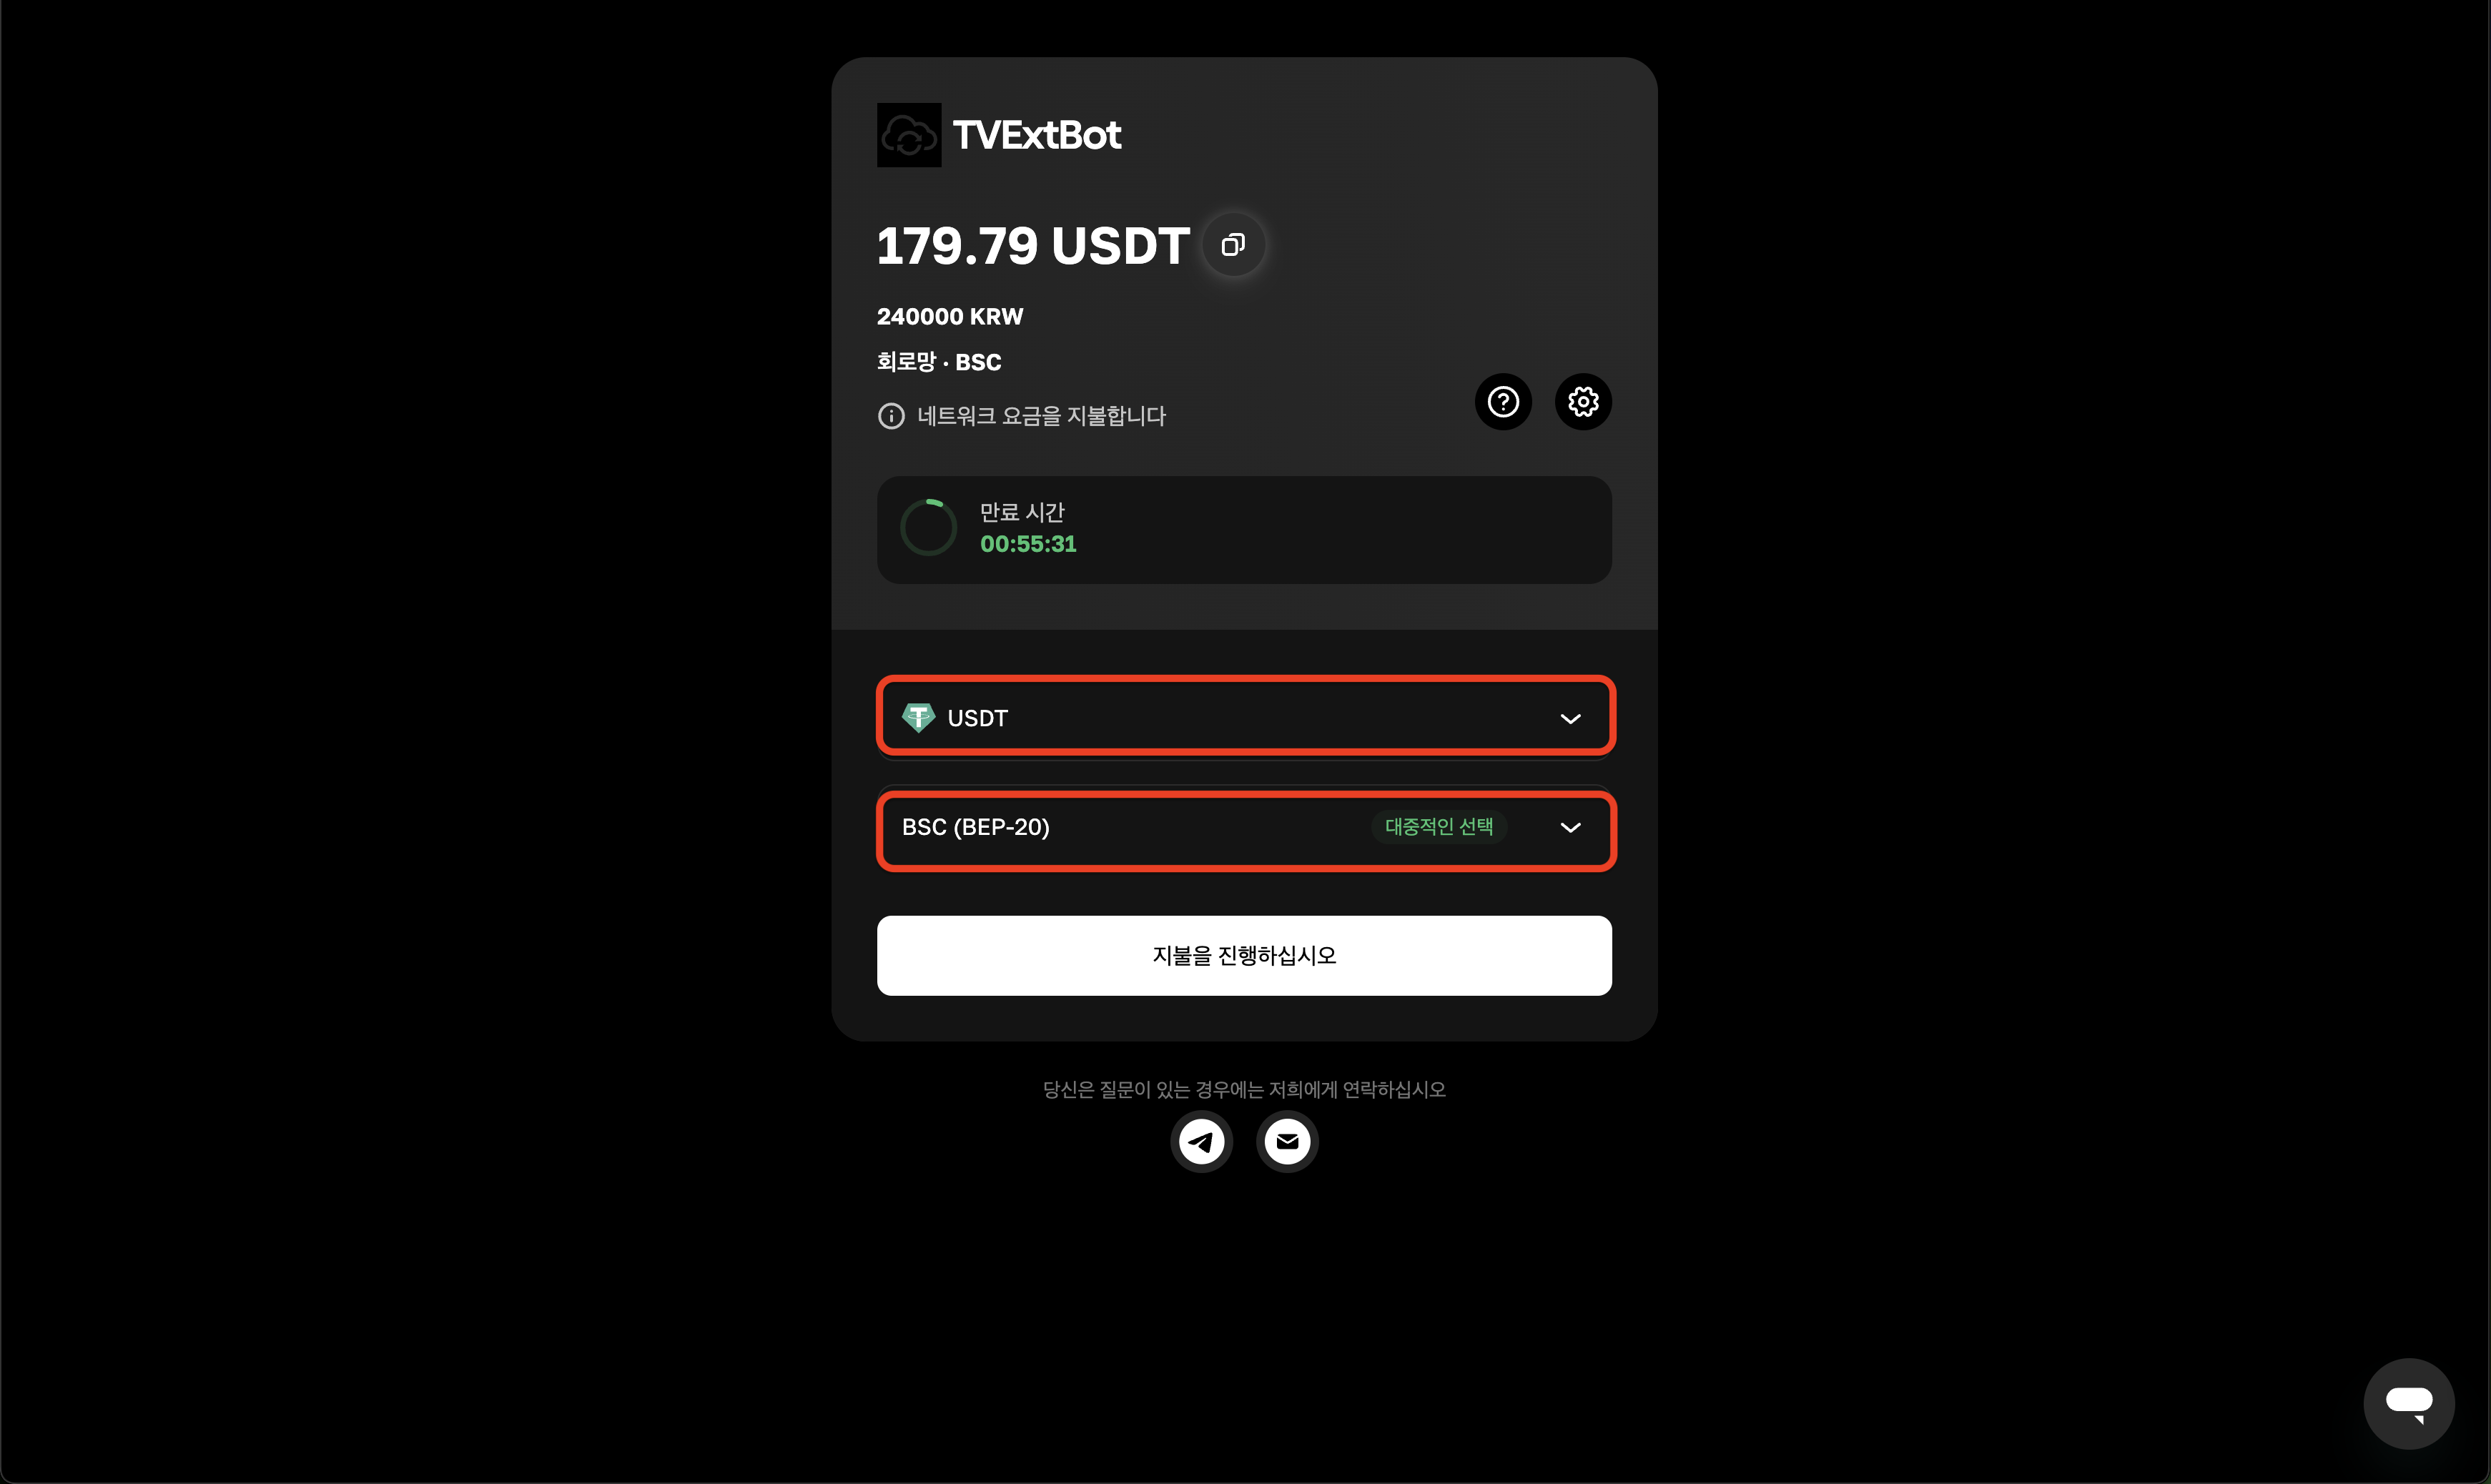 TVExtBot
179.79 USDT
240000 KRW
회로망 · BSC
네트워크 요금을 지불합니다
만료 시간
00:55:31
USDT
BSC (BEP-20) 대중적인 선택
지불을 진행하십시오
당신은 질문이 있는 경우에는 저희에게 연락하십시오